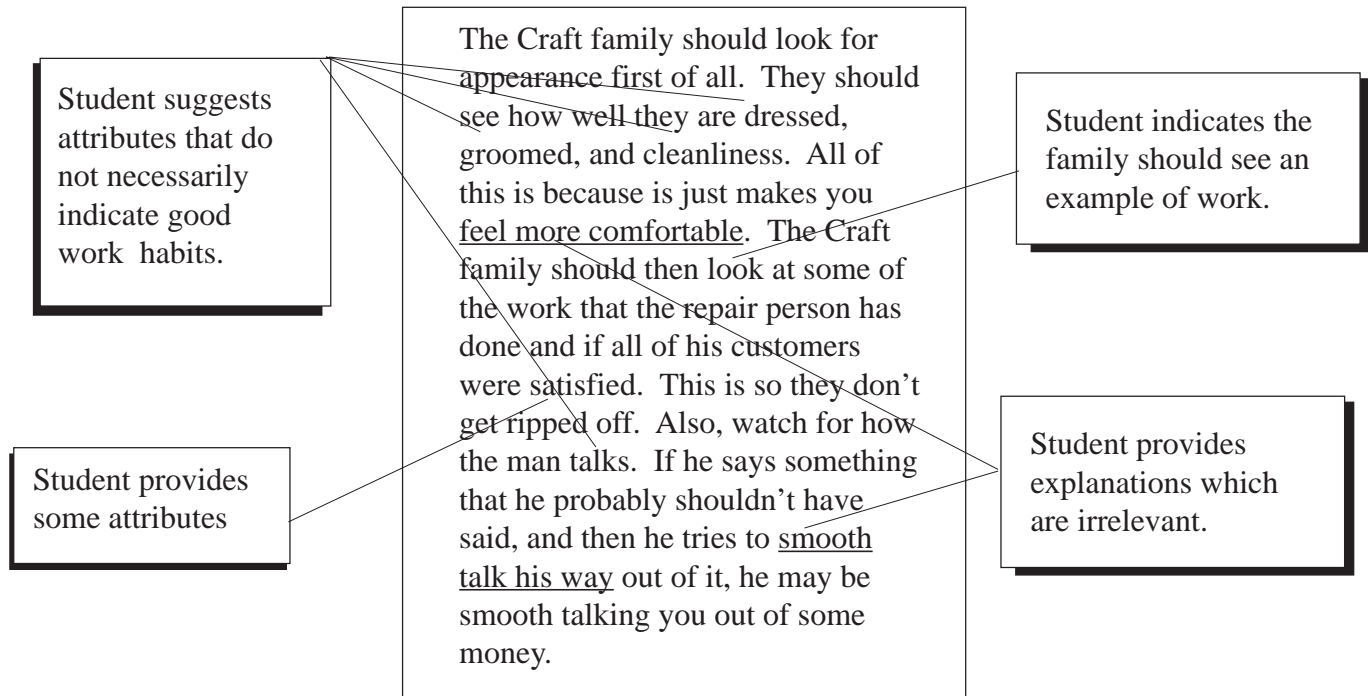 Student suggests
attributes that do
not necessarily
indicate good
work habits.
Student provides
some attributes
The Craft family should look for
appearance first of all. They should
see how well they are dressed,
groomed, and cleanliness. All of
this is because is just makes you
feel more comfortable. The Craft
family should then look at some of
the work that the repair person has
done and if all of his customers
were satisfied. This is so they don't
get ripped off. Also, watch for how
the man talks. If he says something
that he probably shouldn't have
said, and then he tries to smooth
talk his way out of it, he may be
smooth talking you out of some
money.
Student indicates the
family should see an
example of work.
Student provides
explanations which
are irrelevant.